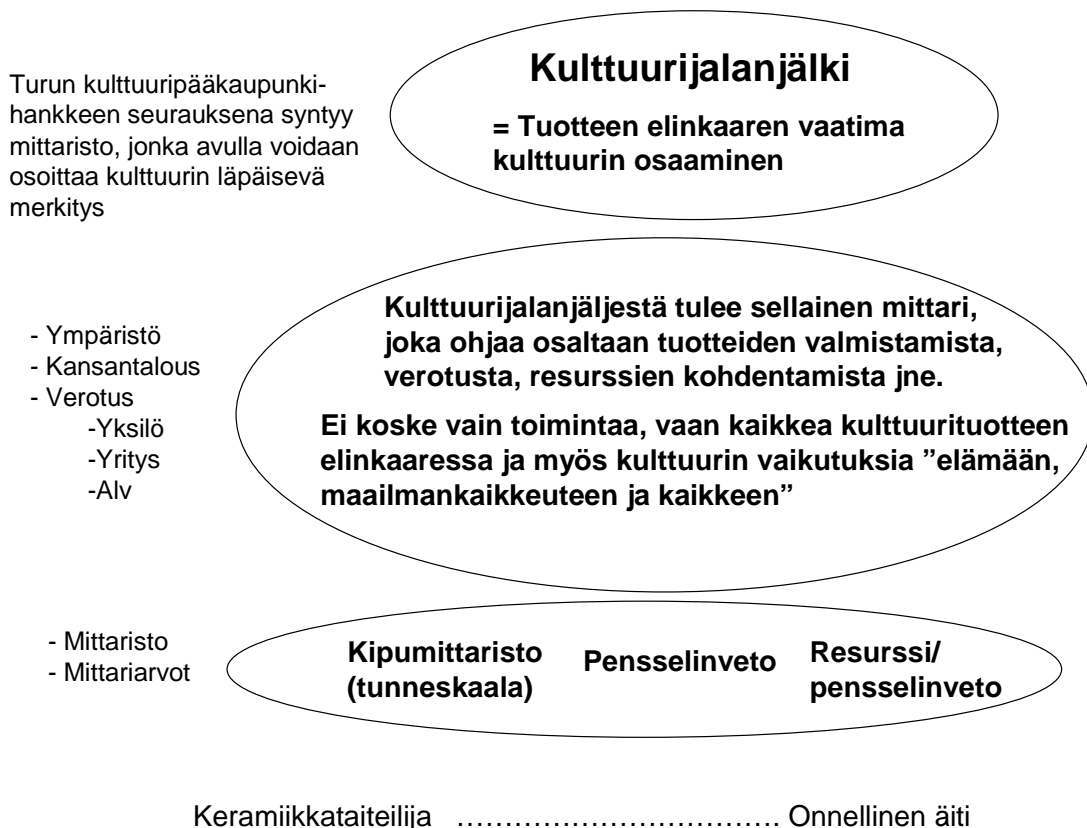 Kulttuurijalanjälki
= Tuotteen elinkaaren vaatima
kulttuurin osaaminen
Turun kulttuuripääkaupunki-
hankkeen seurauksena syntyy
mittaristo, jonka avulla voidaan
osoittaa kulttuurin läpäisevä
merkitys
Kulttuurijalanjäljestä tulee sellainen mittari,
joka ohjaa osaltaan tuotteiden valmistamista,
verotusta, resurssien kohdentamista jne.
Ei koske vain toimintaa, vaan kaikkea kulttuurituotteen
elinkaaressa ja myös kulttuurin vaikutuksia ”elämään,
maailmankaikkeuteen ja kaikkeen”
- Ympäristö
- Kansantalous
- Verotus
-Yksilö
-Yritys
-Alv
- Mittaristo
- Mittariarvot
Kipumittaristo
(tunneskaala)
Pensselinveto
Resurssi/
pensselinveto
Keramiikkataiteilija ………………………….. Onnellinen äiti